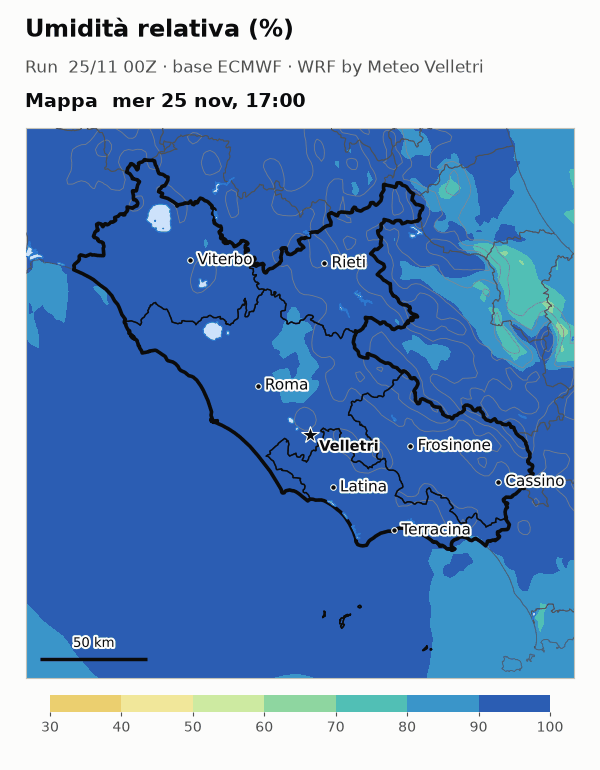 Umidità relativa (%)
Run 25/11 00Z · base ECMWF · WRF by Meteo Velletri
Mappa mer 25 nov, 17:00
Viterbo
Rieti
Roma
Velletri
Frosinone
Cassino
Latina
Terracina
50 km
30 40 50 60 70 80 90 100